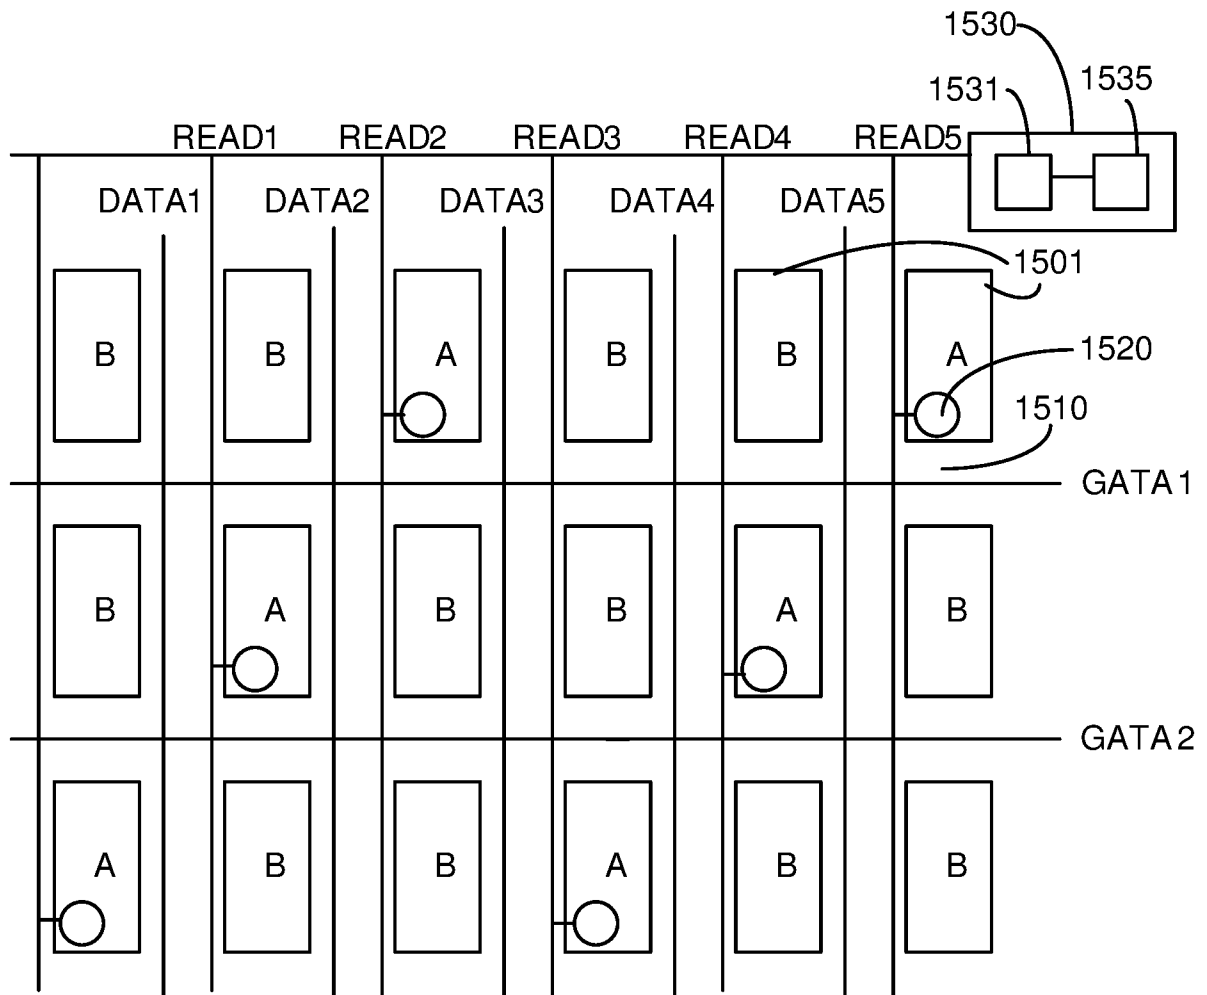 1530
1531 1535
READ1 READ2 READ3 READ4 READ5
DATA1 DATA2 DATA3 DATA4 DATA5
1501
B B A B B A
1520
1510
GATA1
B A B B A B
GATA2
A B B A B B